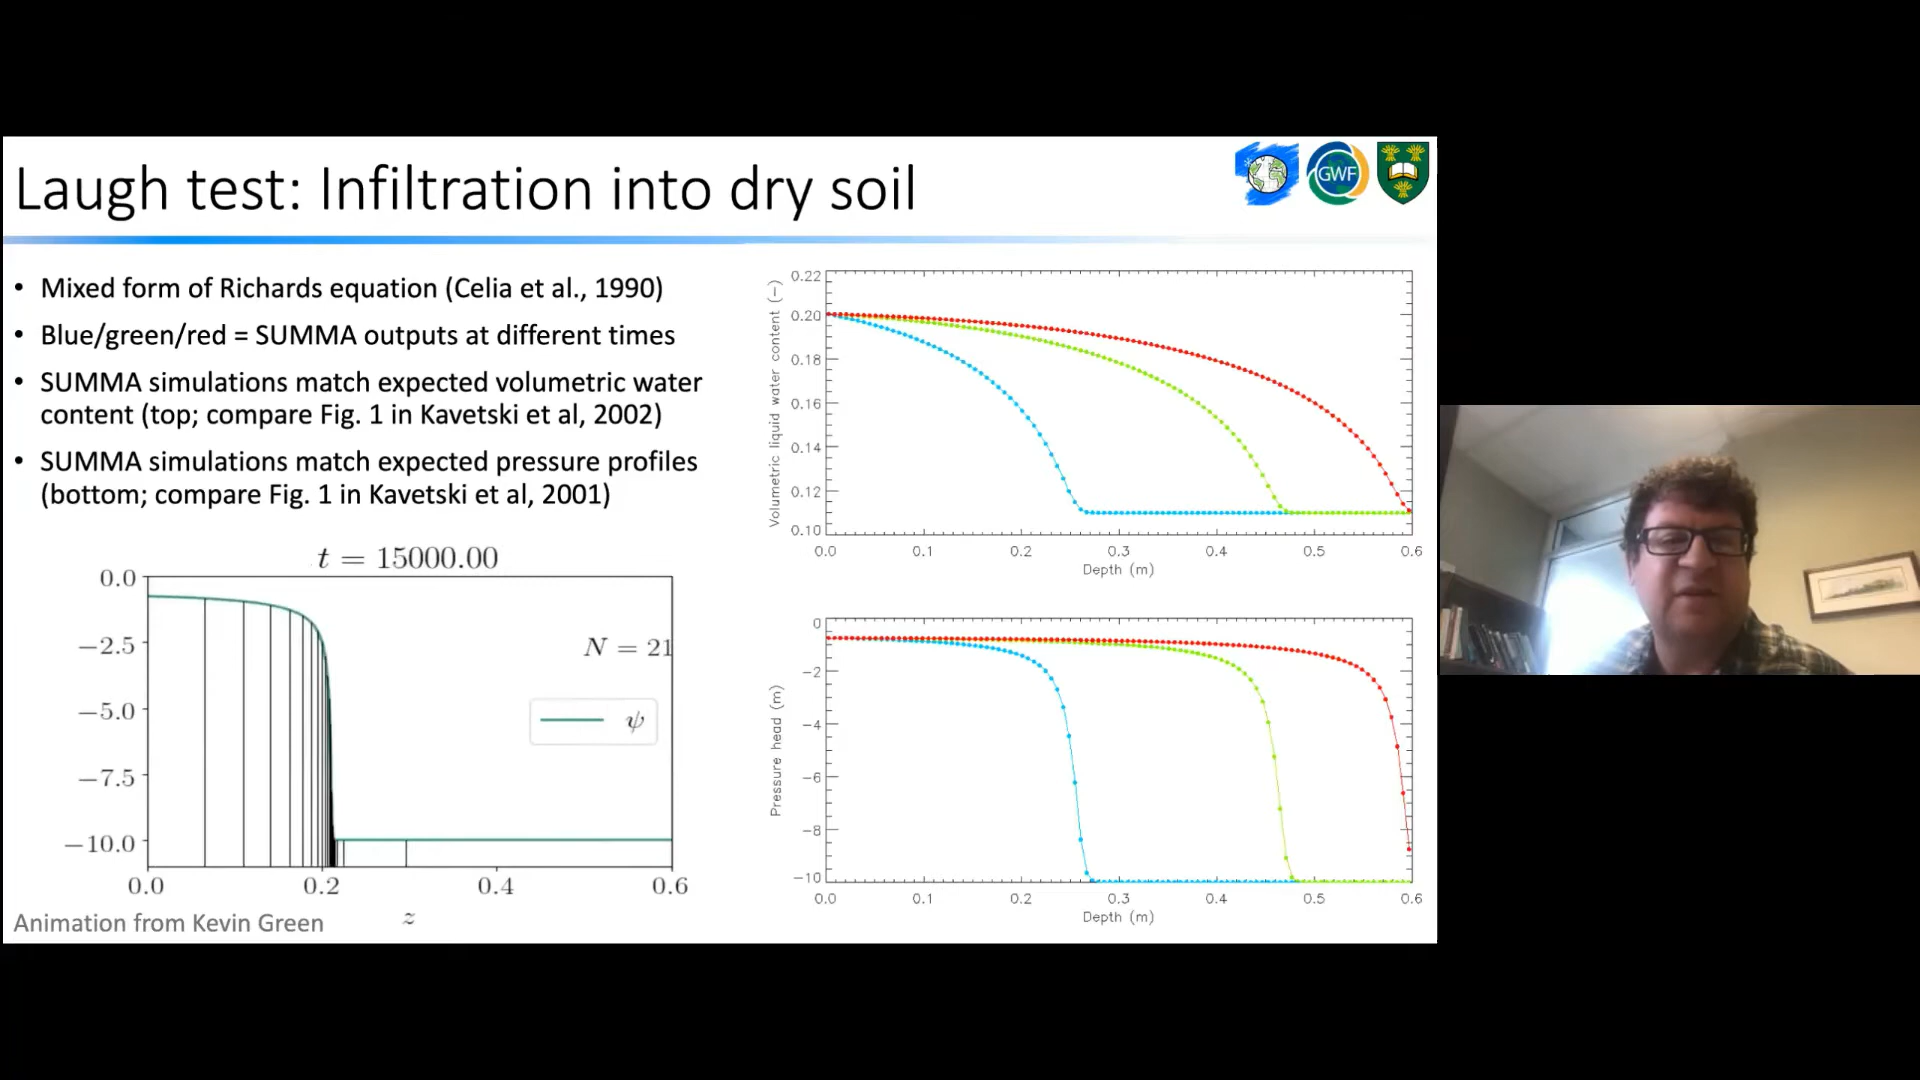 Laugh test: Infiltration into dry soil
GWF
• Mixed form of Richards equation (Celia et al., 1990)
• Blue/green/red = SUMMA outputs at different times
• SUMMA simulations match expected volumetric water
content (top; compare Fig. 1 in Kavetski et al, 2002)
• SUMMA simulations match expected pressure profiles
(bottom; compare Fig. 1 in Kavetski et al, 2001)
t = 15000.00
0.0
−2.5
−5.0
−7.5
−10.0
N = 21
ψ
0.0 0.2 0.4 0.6
z
Animation from Kevin Green
Volumetric liquid water content (−)
0.22
0.20
0.18
0.16
0.14
0.12
0.10
0.0 0.1 0.2 0.3 0.4 0.5 0.6
Depth (m)
Pressure head (m)
0
−2
−4
−6
−8
−10
0.0 0.1 0.2 0.3 0.4 0.5 0.6
Depth (m)